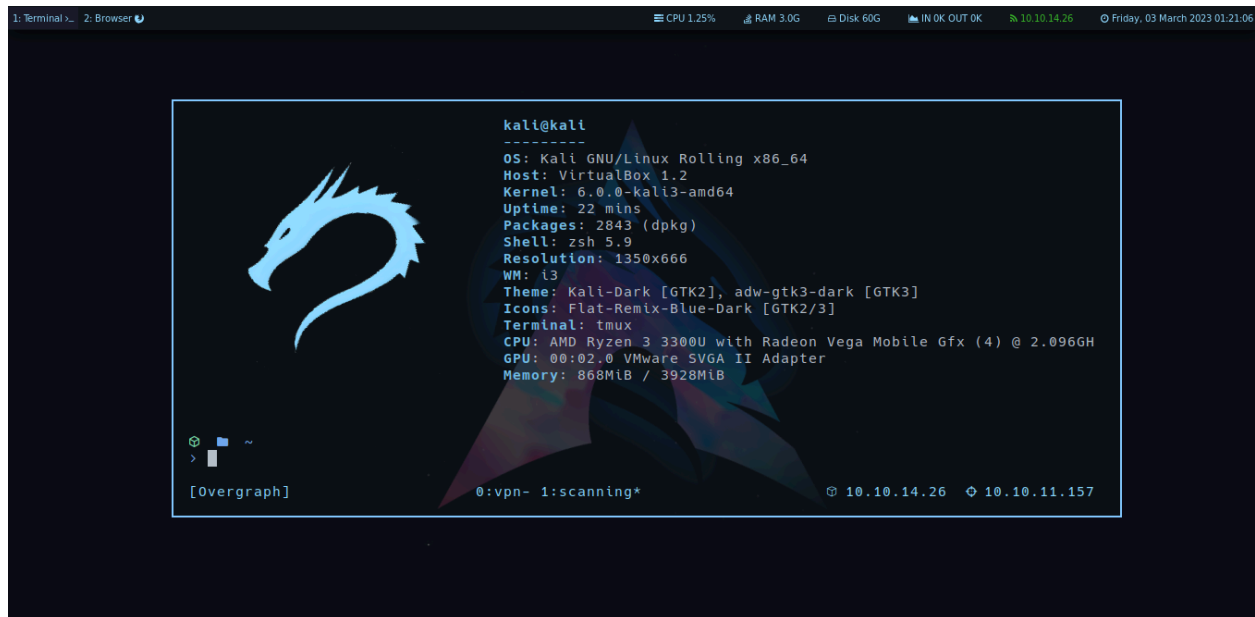 1: Terminal >_ 2: Browser CPU 1.25% RAM 3.0G Disk 60G IN 0K OUT 0K 10.10.14.26 Friday, 03 March 2023 01:21:06
kali@kali
---------
OS: Kali GNU/Linux Rolling x86_64
Host: VirtualBox 1.2
Kernel: 6.0.0-kali3-amd64
Uptime: 22 mins
Packages: 2843 (dpkg)
Shell: zsh 5.9
Resolution: 1350x666
WM: i3
Theme: Kali-Dark [GTK2], adw-gtk3-dark [GTK3]
Icons: Flat-Remix-Blue-Dark [GTK2/3]
Terminal: tmux
CPU: AMD Ryzen 3 3300U with Radeon Vega Mobile Gfx (4) @ 2.096GH
GPU: 00:02.0 VMware SVGA II Adapter
Memory: 868MiB / 3928MiB
~
>
[Overgraph] 0:vpn- 1:scanning* 10.10.14.26 10.10.11.157